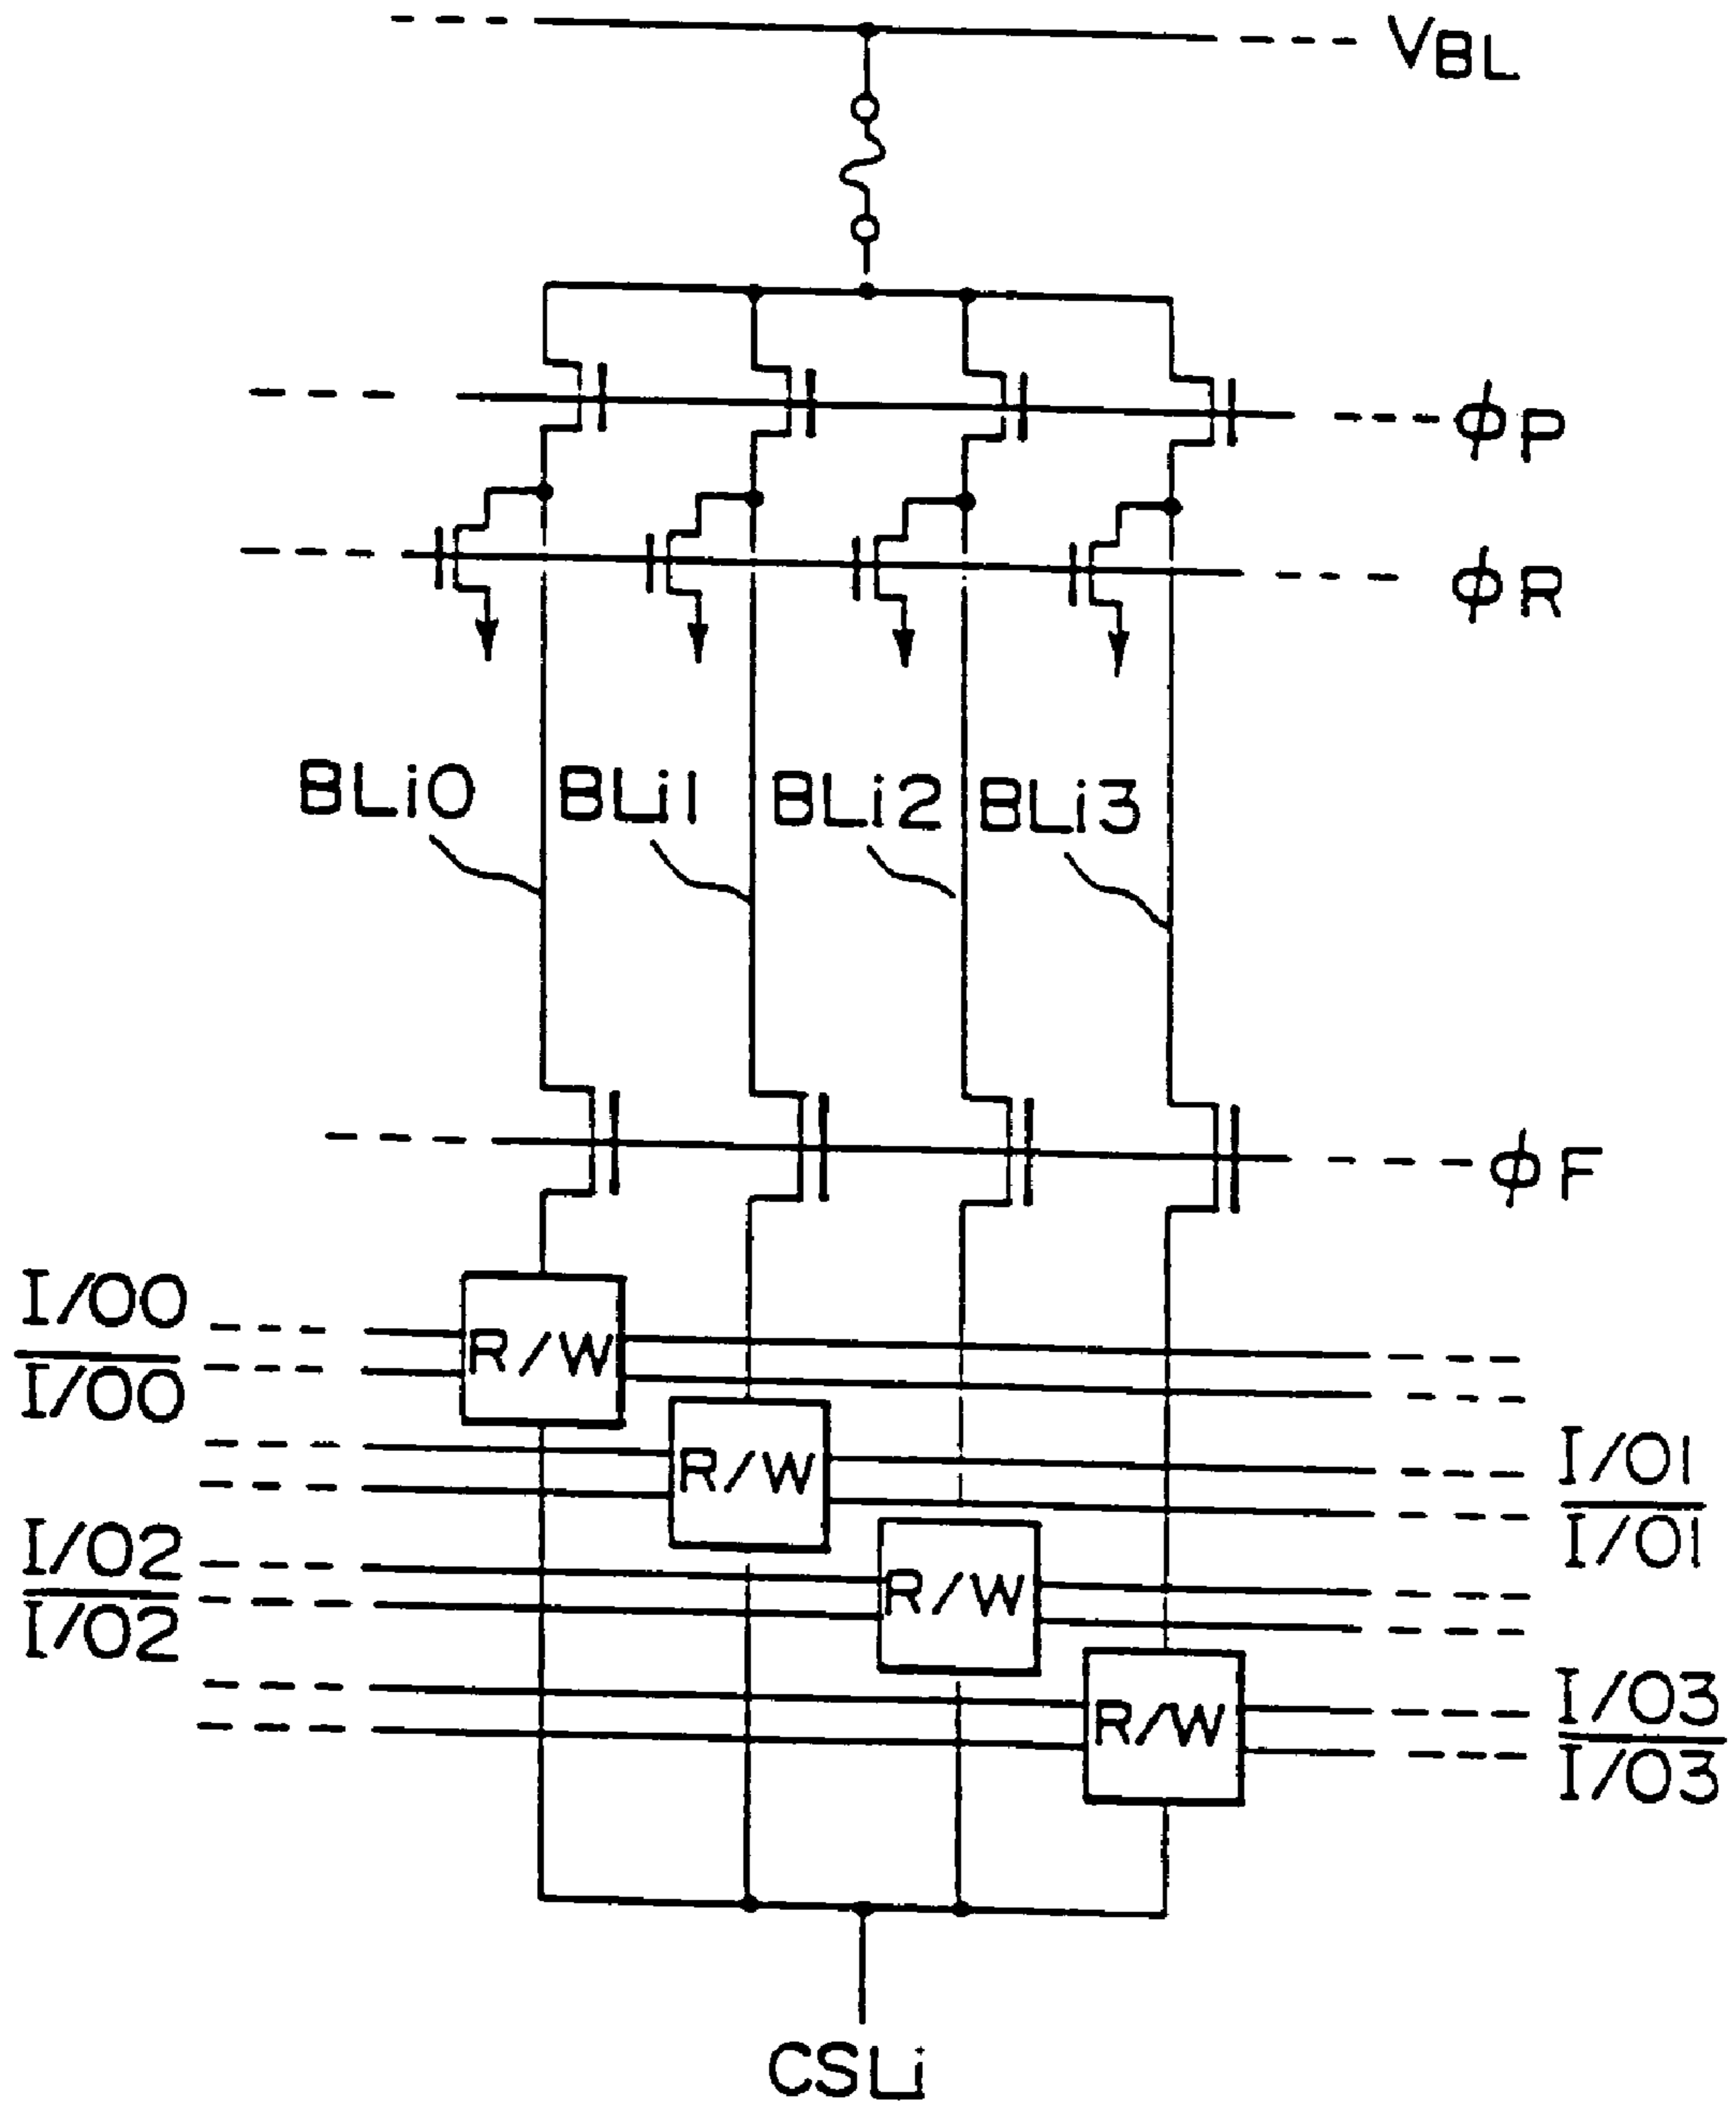 VBL
ϕP
ϕR
BLi0 BLi1 BLi2 BLi3
ϕF
I/O0
I/O0
R/W
R/W
I/O1
I/O1
I/O2
I/O2
R/W
R/W
I/O3
I/O3
CSLi